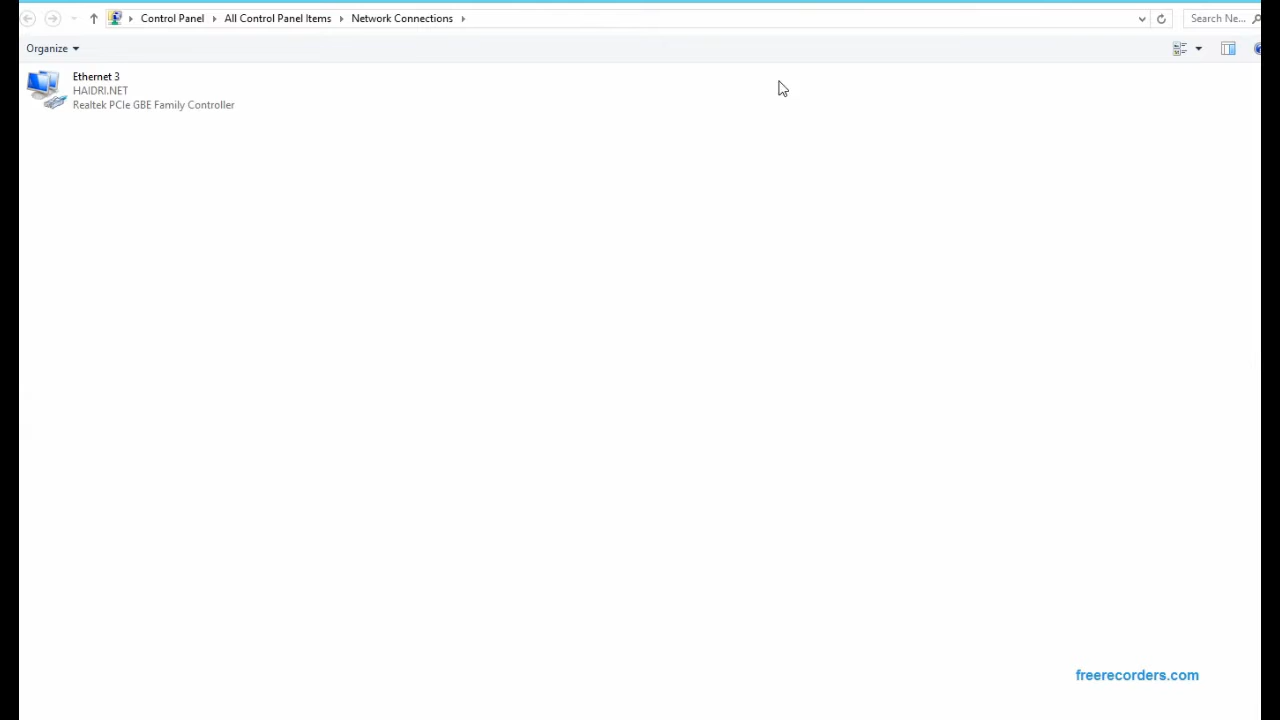 Control Panel All Control Panel Items Network Connections Search Ne...
Organize
Ethernet 3
HAIDRI.NET
Realtek PCIe GBE Family Controller
freerecorders.com